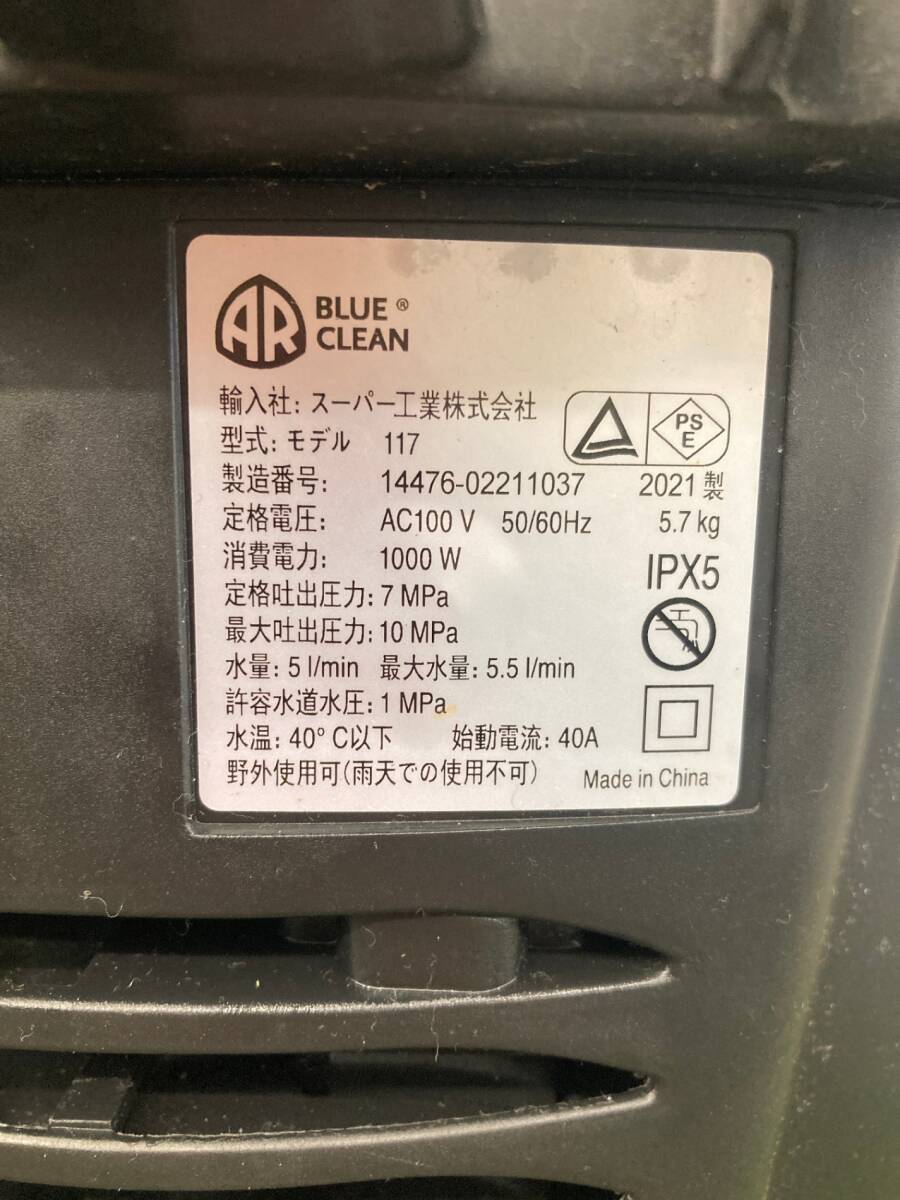 AR BLUE ®
CLEAN
輸入社: スーパー工業株式会社
型式: モデル 117
PS
E
製造番号: 14476-02211037 2021 製
定格電圧: AC100 V 50/60Hz 5.7 kg
消費電力: 1000 W
IPX5
定格吐出圧力: 7 MPa
最大吐出圧力: 10 MPa
水量: 5 l/min 最大水量: 5.5 l/min
許容水道水圧: 1 MPa
水温: 40° C以下 始動電流: 40A
野外使用可(雨天での使用不可) Made in China